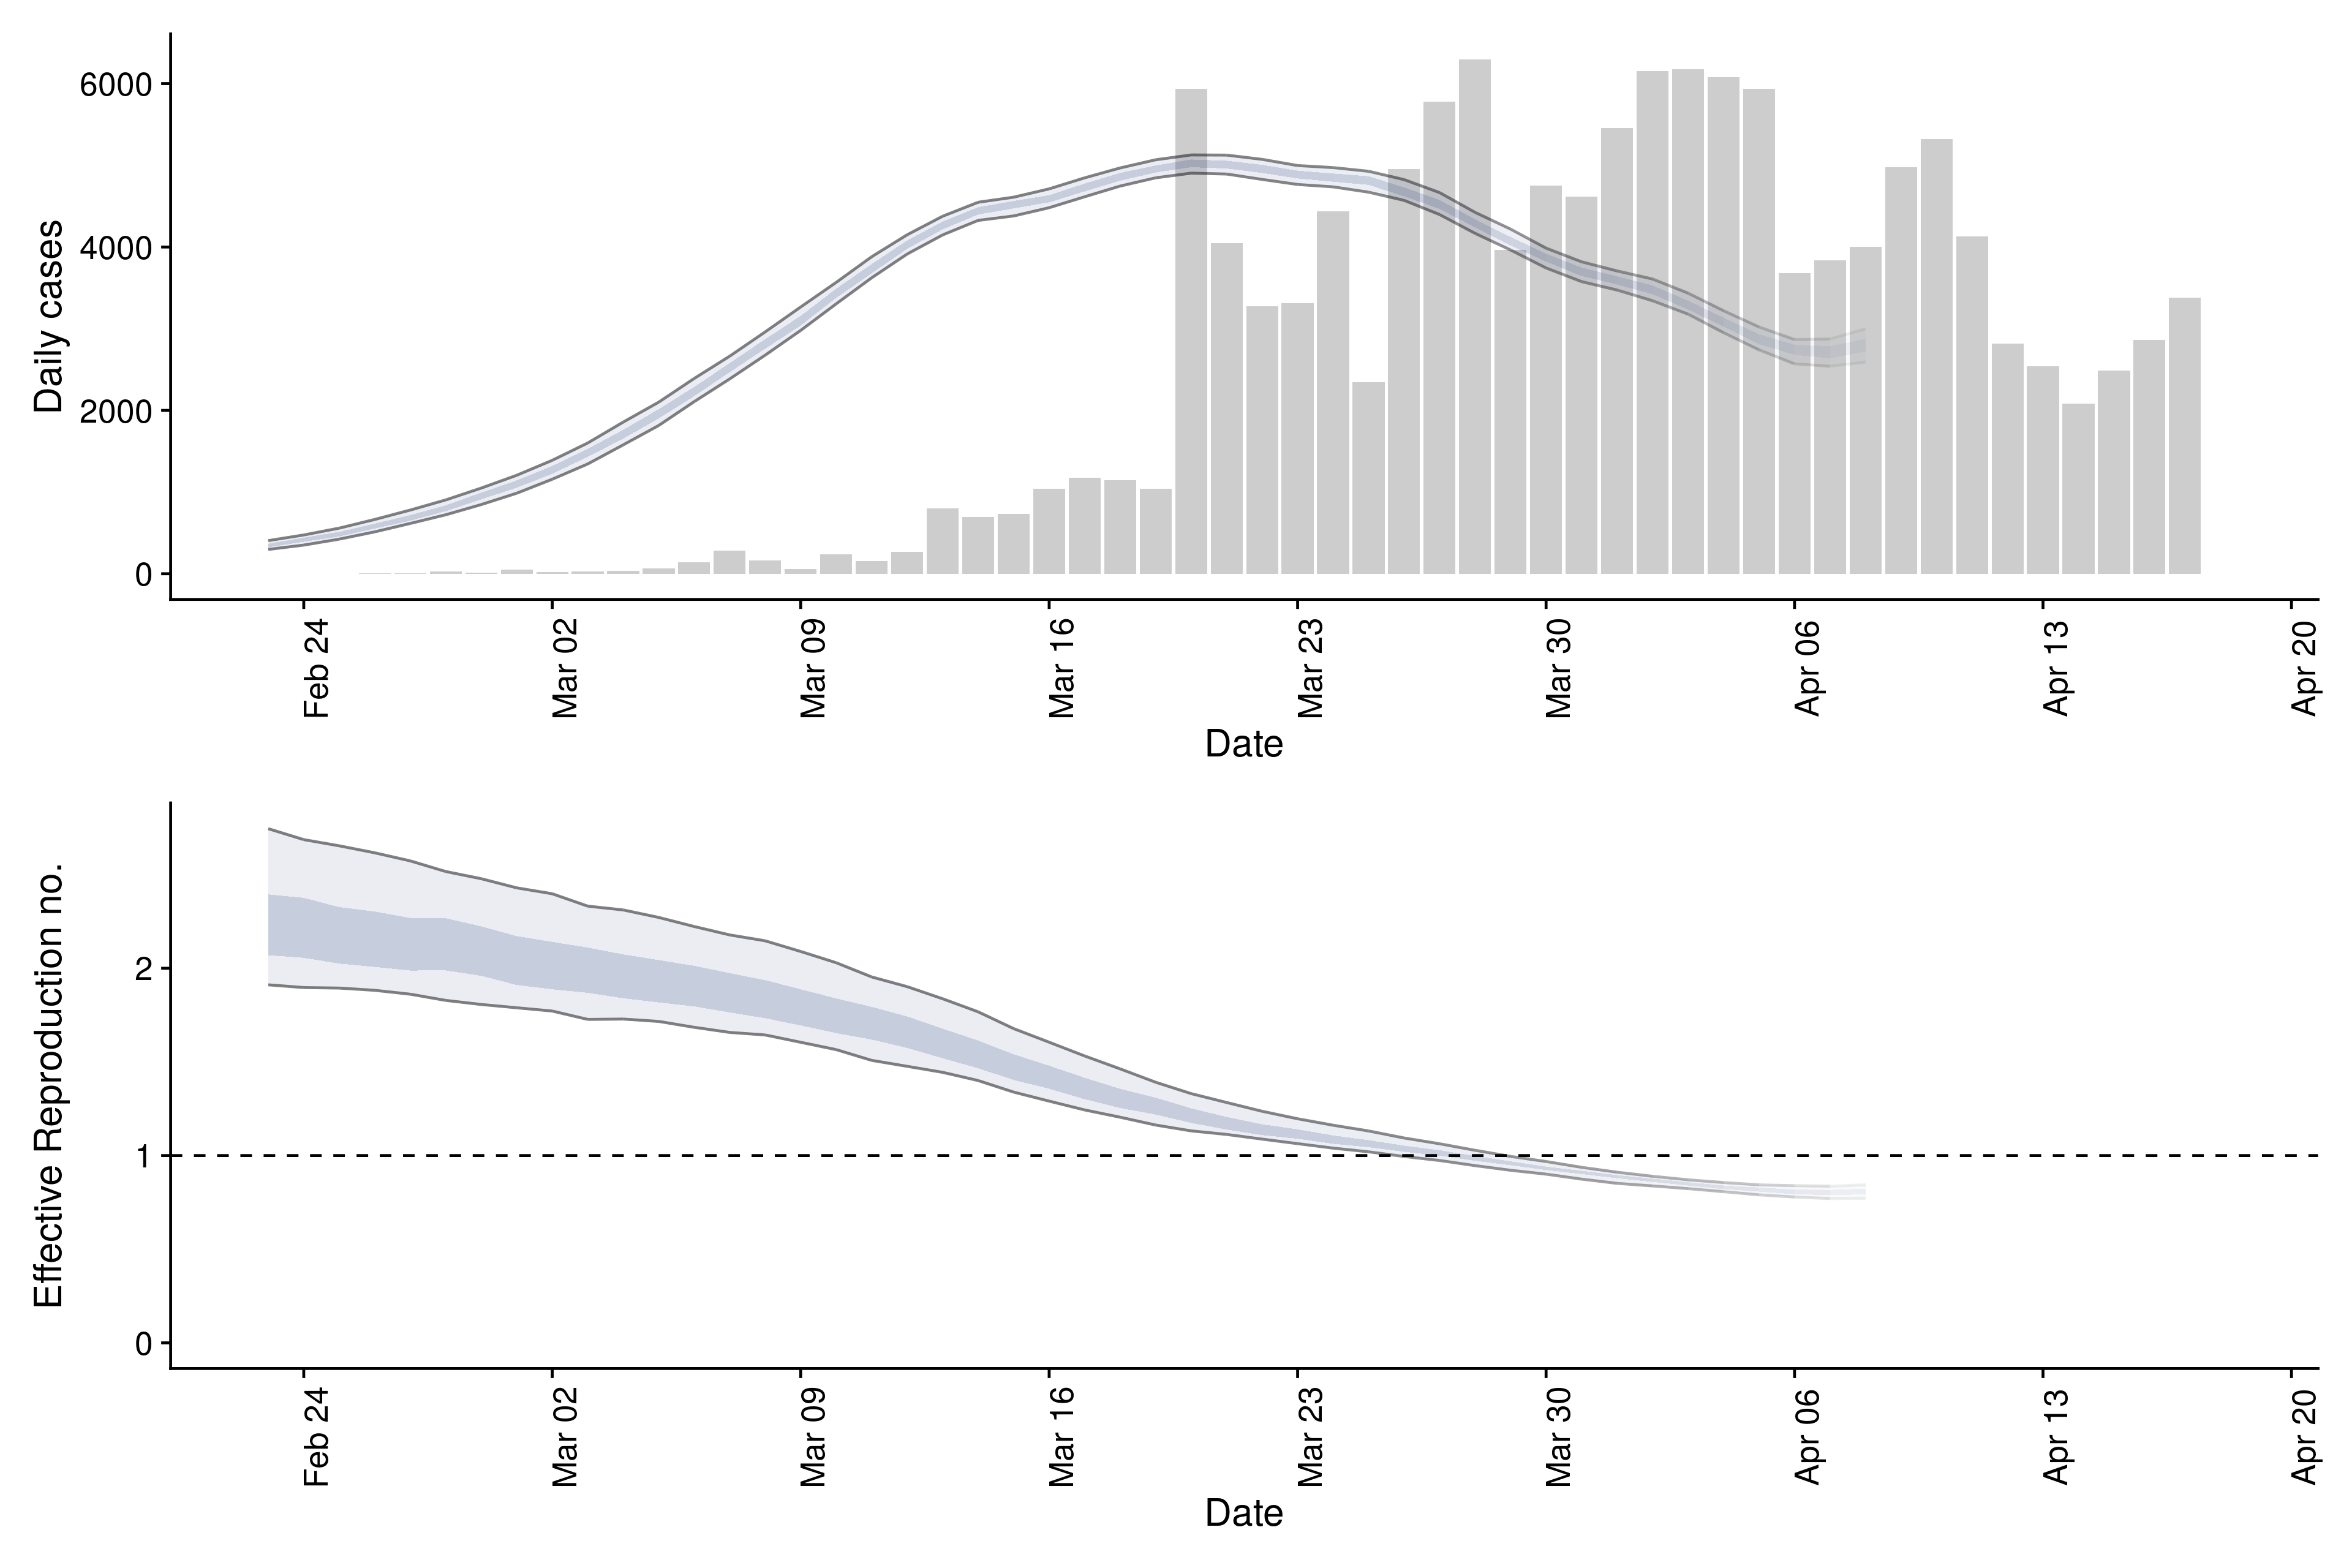 6000
4000
2000
0
Daily cases
Feb 24
Mar 02
Mar 09
Mar 16
Mar 23
Mar 30
Apr 06
Apr 13
Apr 20
Date
2
1
0
Effective Reproduction no.
Feb 24
Mar 02
Mar 09
Mar 16
Mar 23
Mar 30
Apr 06
Apr 13
Apr 20
Date